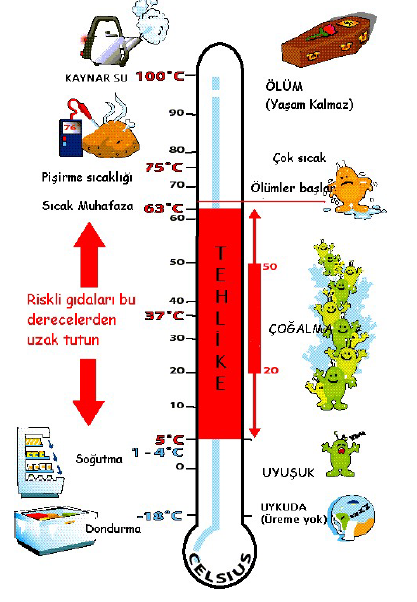 KAYNAR SU
100°C
ÖLÜM
(Yaşam Kalmaz)
90
80
76
75°C
Çok sıcak
Pişirme sıcaklığı
70
Ölümler başlar
Sıcak Muhafaza
63°C
60
TEHLİKE
50
50
Riskli gıdaları bu
derecelerden
uzak tutun
40
37°C
ÇOĞALMA
30
20
20
10
5°C
1 - 4°C
Soğutma
0
UYUŞUK
-18°C
UYKUDA
(Üreme yok)
Dondurma
CELSIUS